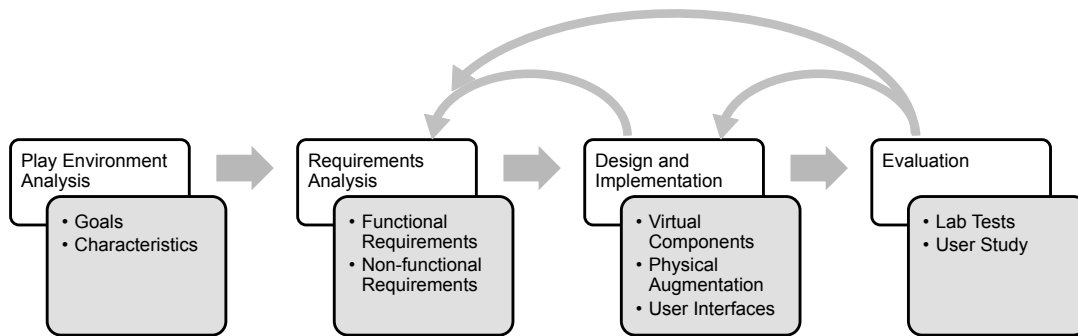 Play Environment
Analysis
• Goals
• Characteristics
Requirements
Analysis
• Functional
Requirements
• Non-functional
Requirements
Design and
Implementation
• Virtual
Components
• Physical
Augmentation
• User Interfaces
Evaluation
• Lab Tests
• User Study